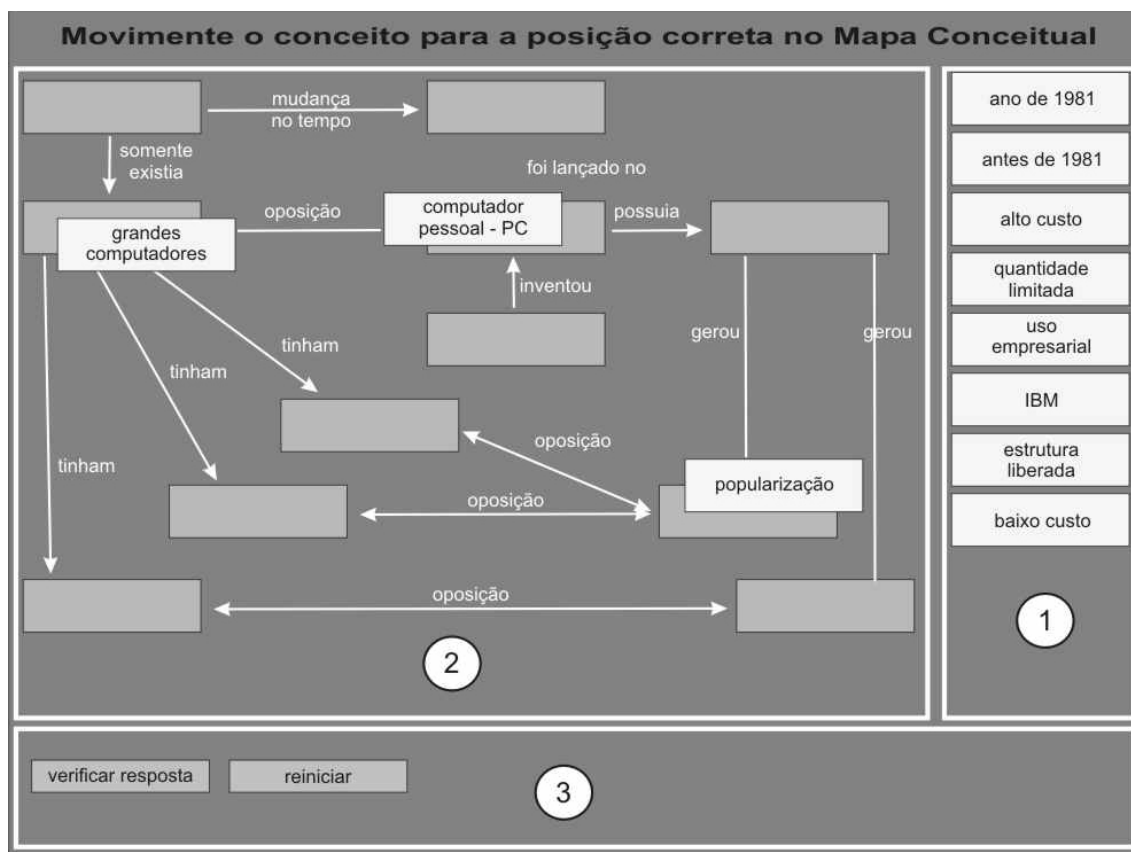 Movimente o conceito para a posição correta no Mapa Conceitual
mudança
no tempo
somente
existia
foi lançado no
oposição
computador
pessoal - PC
possuia
grandes
computadores
inventou
gerou
gerou
tinham
tinham
oposição
tinham
popularização
oposição
oposição
2
ano de 1981
antes de 1981
alto custo
quantidade
limitada
uso
empresarial
IBM
estrutura
liberada
baixo custo
1
verificar resposta
reiniciar
3